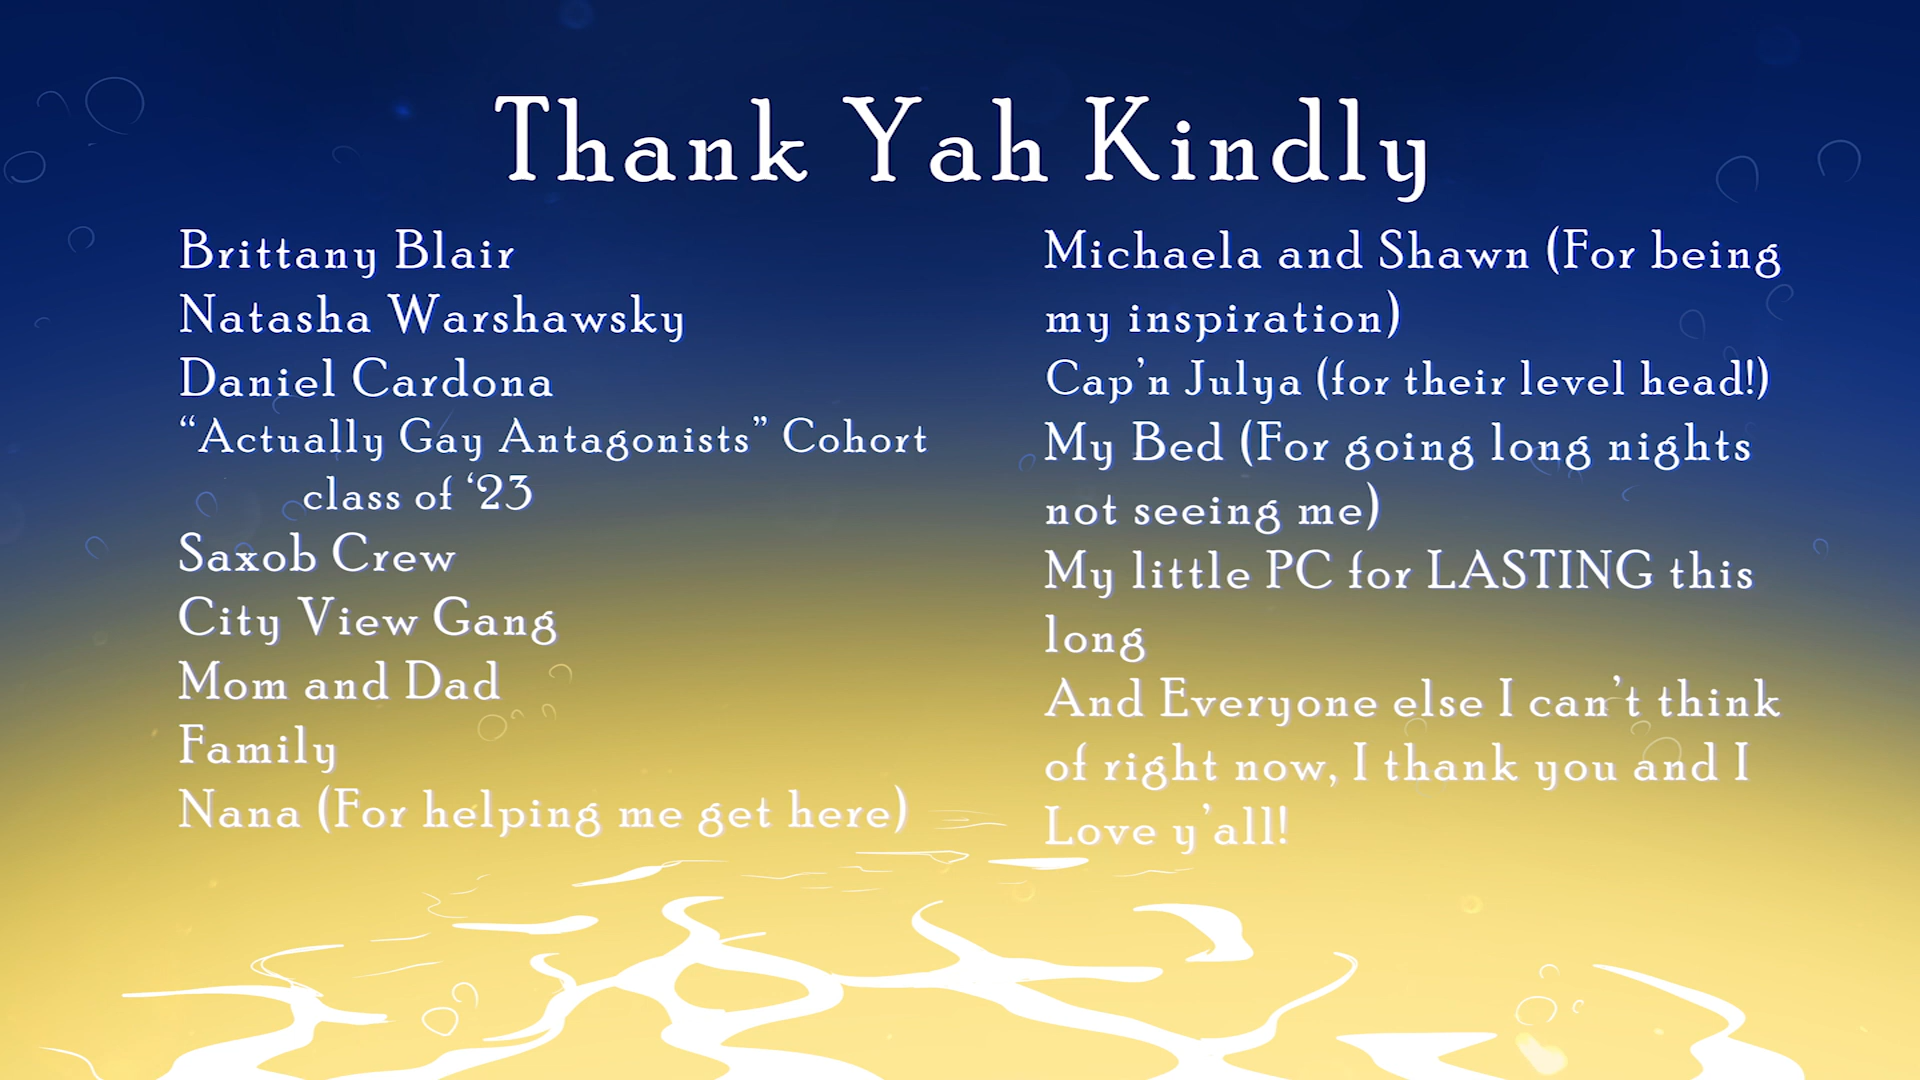 Thank Yah Kindly
Brittany Blair
Natasha Warshawsky
Daniel Cardona
“Actually Gay Antagonists” Cohort
class of ‘23
Saxob Crew
City View Gang
Mom and Dad
Family
Nana (For helping me get here)
Michaela and Shawn (For being
my inspiration)
Cap’n Julya (for their level head!)
My Bed (For going long nights
not seeing me)
My little PC for LASTING this
long
And Everyone else I can’t think
of right now, I thank you and I
Love y’all!